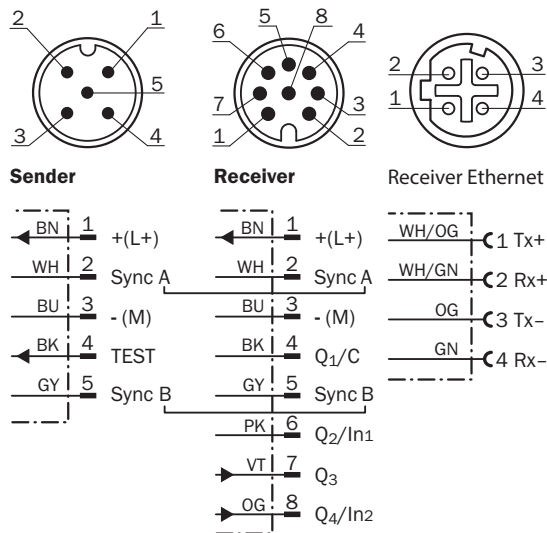 2 1
5
3 4
5 8
6 4
7 3
1 2
2 3
1 4
Sender
BN 1 +(L+)
WH 2 Sync A
BU 3 - (M)
BK 4 TEST
GY 5 Sync B
Receiver
BN 1 +(L+)
WH 2 Sync A
BU 3 - (M)
BK 4 Q1/C
GY 5 Sync B
PK 6 Q2/In1
VT 7 Q3
OG 8 Q4/In2
Receiver Ethernet
WH/OG 1 Tx+
WH/GN 2 Rx+
OG 3 Tx–
GN 4 Rx–